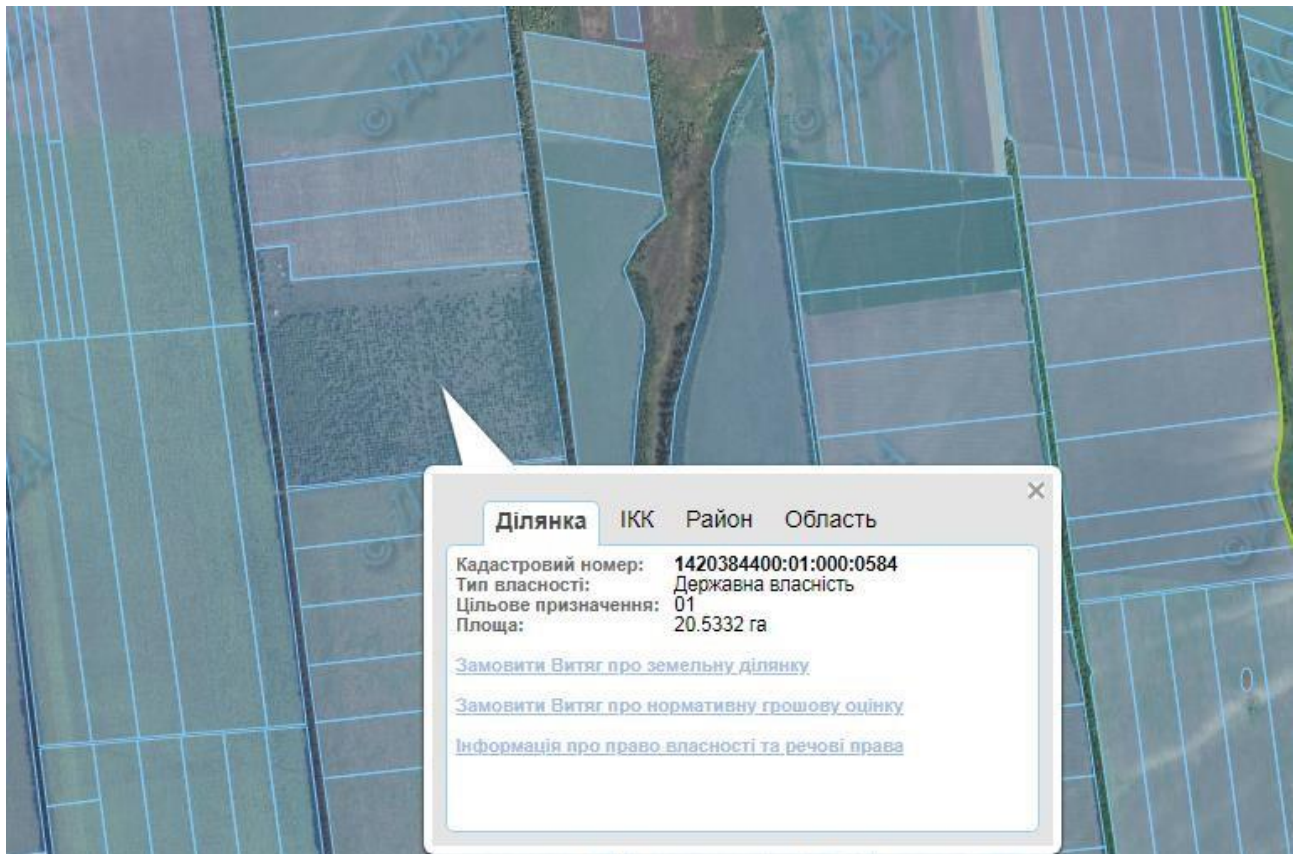 © ДЗА
© ДЗА
Ділянка ІКК Район Область
Кадастровий номер: 1420384400:01:000:0584
Тип власності: Державна власність
Цільове призначення: 01
Площа: 20.5332 га
Замовити Витяг про земельну ділянку
Замовити Витяг про нормативну грошову оцінку
Інформація про право власності та речові права